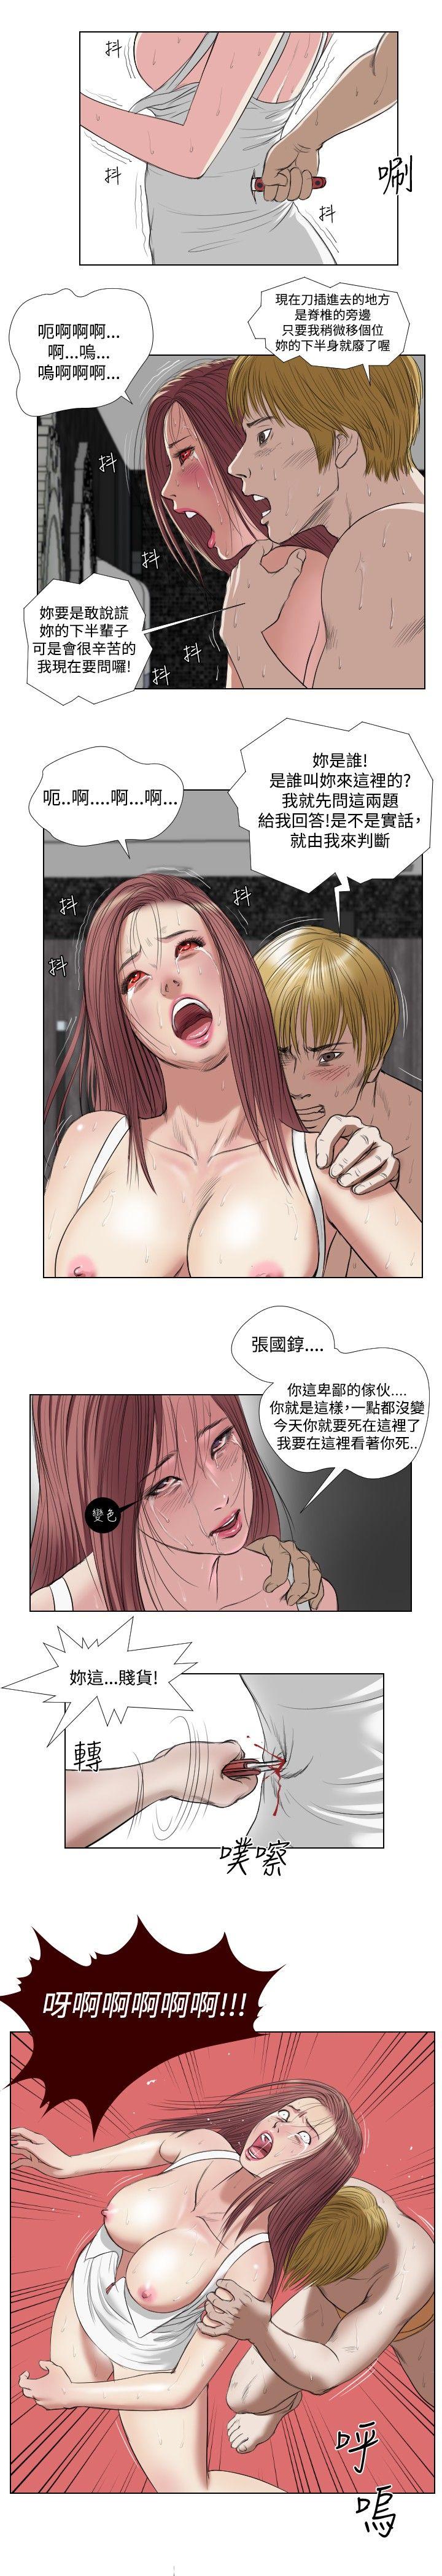 抖
抖
抖
抖
唰
現在刀插進去的地方
是脊椎的旁邊
只要我稍微移個位
妳的下半身就廢了喔
呃啊啊啊...
啊...嗚...
嗚啊啊啊...
抖
抖
抖
抖
妳要是敢說謊
妳的下半輩子
可是會很辛苦的
我現在要問囉!
妳是誰!
是誰叫妳來這裡的?
我就先問這兩題
給我回答!是不是實話,
就由我來判斷
呃..啊....啊...啊...
抖
抖
抖
張國錞....
你這卑鄙的傢伙....
你就是這樣,一點都沒變
今天你就要死在這裡了
我要在這裡看著你死..
變色
妳這...賤貨!
轉
噗嚓
呀啊啊啊啊啊!!!
呼
嗚